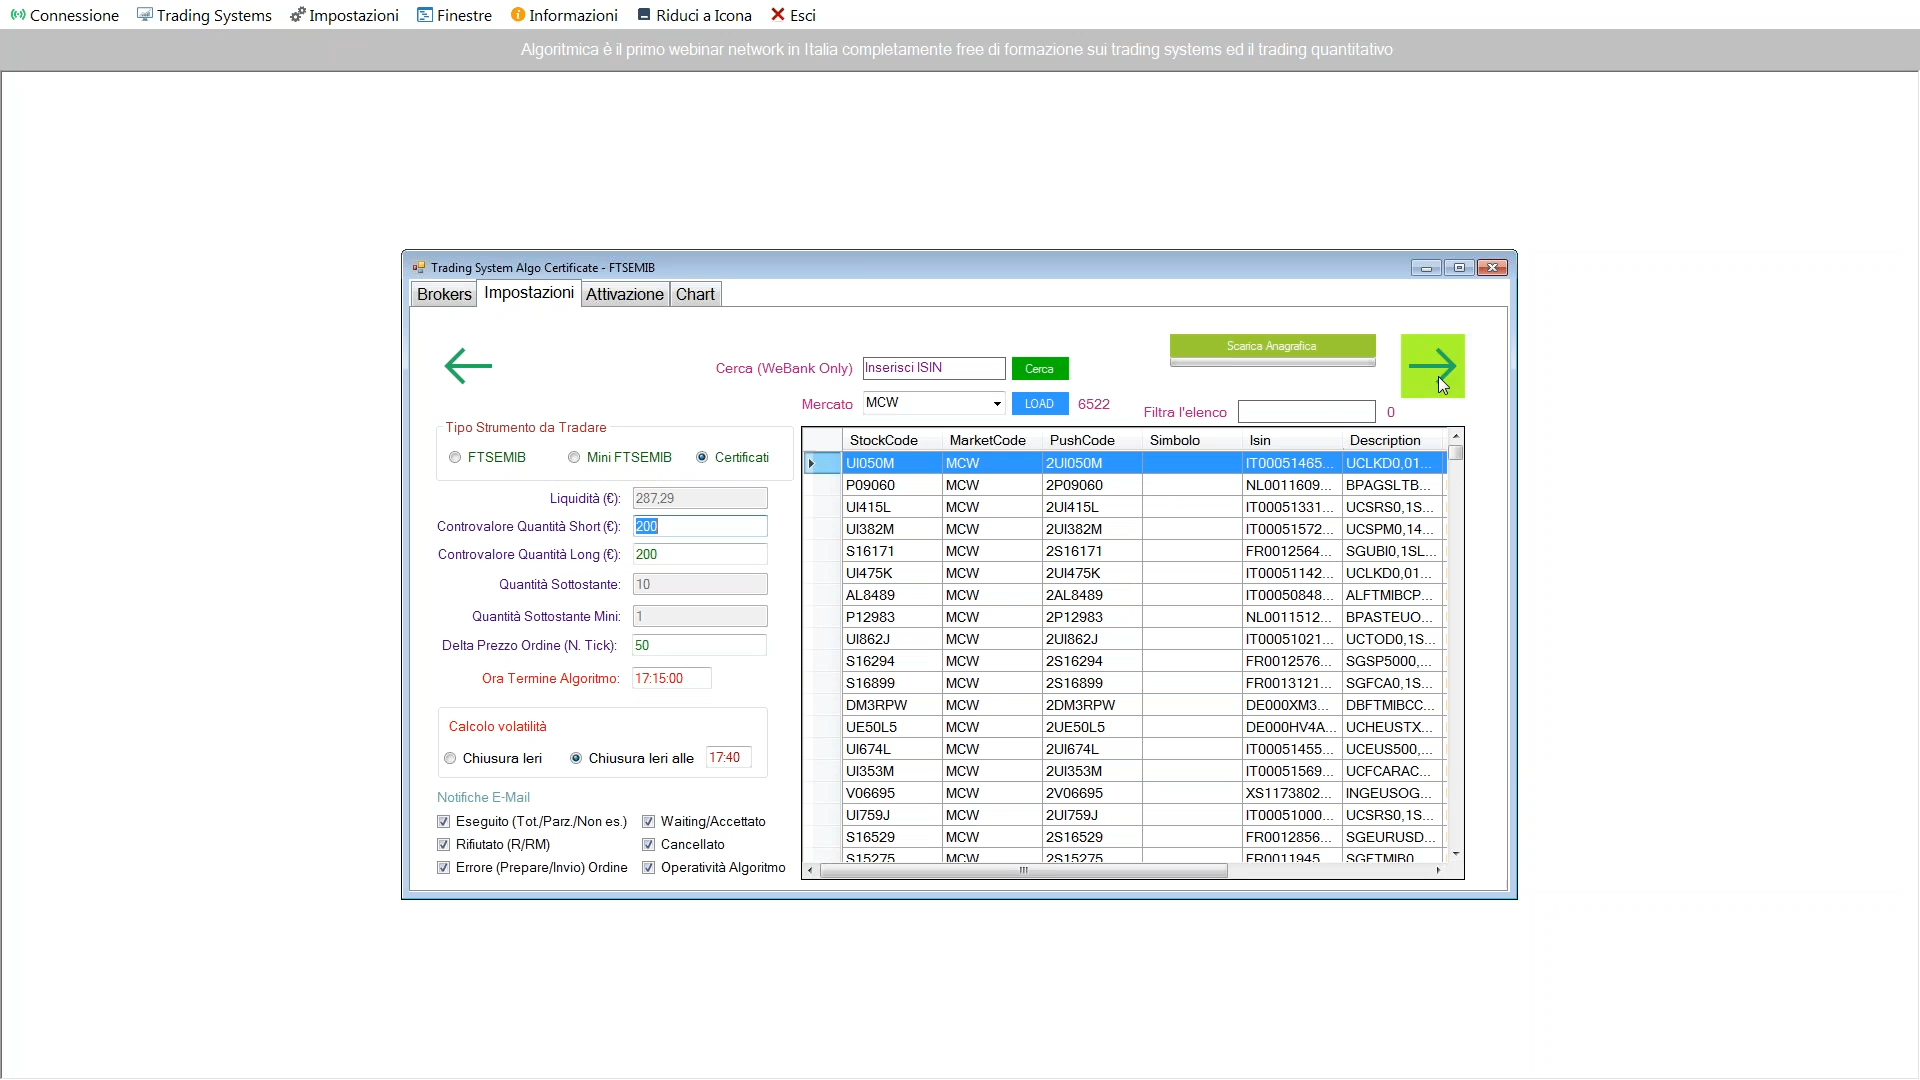 Connessione Trading Systems Impostazioni Finestre Informazioni Riduci a Icona Esci
Algoritmica è il primo webinar network in Italia completamente free di formazione sui trading systems ed il trading quantitativo
Trading System Algo Certificate - FTSEMIB
Brokers Impostazioni Attivazione Chart
Scarica Anagrafica
Cerca (WeBank Only) Inserisci ISIN Cerca
Mercato MCW LOAD 6522 Filtra l'elenco 0
Tipo Strumento da Tradare
FTSEMIB Mini FTSEMIB Certificati
Liquidità (€): 287,29
Controvalore Quantità Short (€): 200
Controvalore Quantità Long (€): 200
Quantità Sottostante: 10
Quantità Sottostante Mini: 1
Delta Prezzo Ordine (N. Tick): 50
Ora Termine Algoritmo: 17:15:00
Calcolo volatilità
Chiusura Ieri Chiusura Ieri alle 17:40
Notifiche E-Mail
Eseguito (Tot./Parz./Non es.) Waiting/Accettato
Rifiutato (R/RM) Cancellato
Errore (Prepare/Invio) Ordine Operatività Algoritmo
StockCode MarketCode PushCode Simbolo Isin Description
UI050M MCW 2UI050M IT00051465... UCLKD0,01...
P09060 MCW 2P09060 NL0011609... BPAGSLTB...
UI415L MCW 2UI415L IT00051331... UCSRS0,1S...
UI382M MCW 2UI382M IT00051572... UCSPM0,14...
S16171 MCW 2S16171 FR0012564... SGUBI0,1SL...
UI475K MCW 2UI475K IT00051142... UCLKD0,01...
AL8489 MCW 2AL8489 IT00050848... ALFTMIBCP...
P12983 MCW 2P12983 NL0011512... BPASTEUO...
UI862J MCW 2UI862J IT00051021... UCTOD0,1S...
S16294 MCW 2S16294 FR0012576... SGSP5000,...
S16899 MCW 2S16899 FR0013121... SGFCA0,1S...
DM3RPW MCW 2DM3RPW DE000XM3... DBFTMIBCC...
UE50L5 MCW 2UE50L5 DE000HV4A... UCHEUSTX...
UI674L MCW 2UI674L IT00051455... UCEUS500,...
UI353M MCW 2UI353M IT00051569... UCFCARAC...
V06695 MCW 2V06695 XS1173802... INGEUSOG...
UI759J MCW 2UI759J IT00051000... UCSRS0,1S...
S16529 MCW 2S16529 FR0012856... SGEURUSD...
S15275 MCW 2S15275 FR0011945 SGFTMIB0